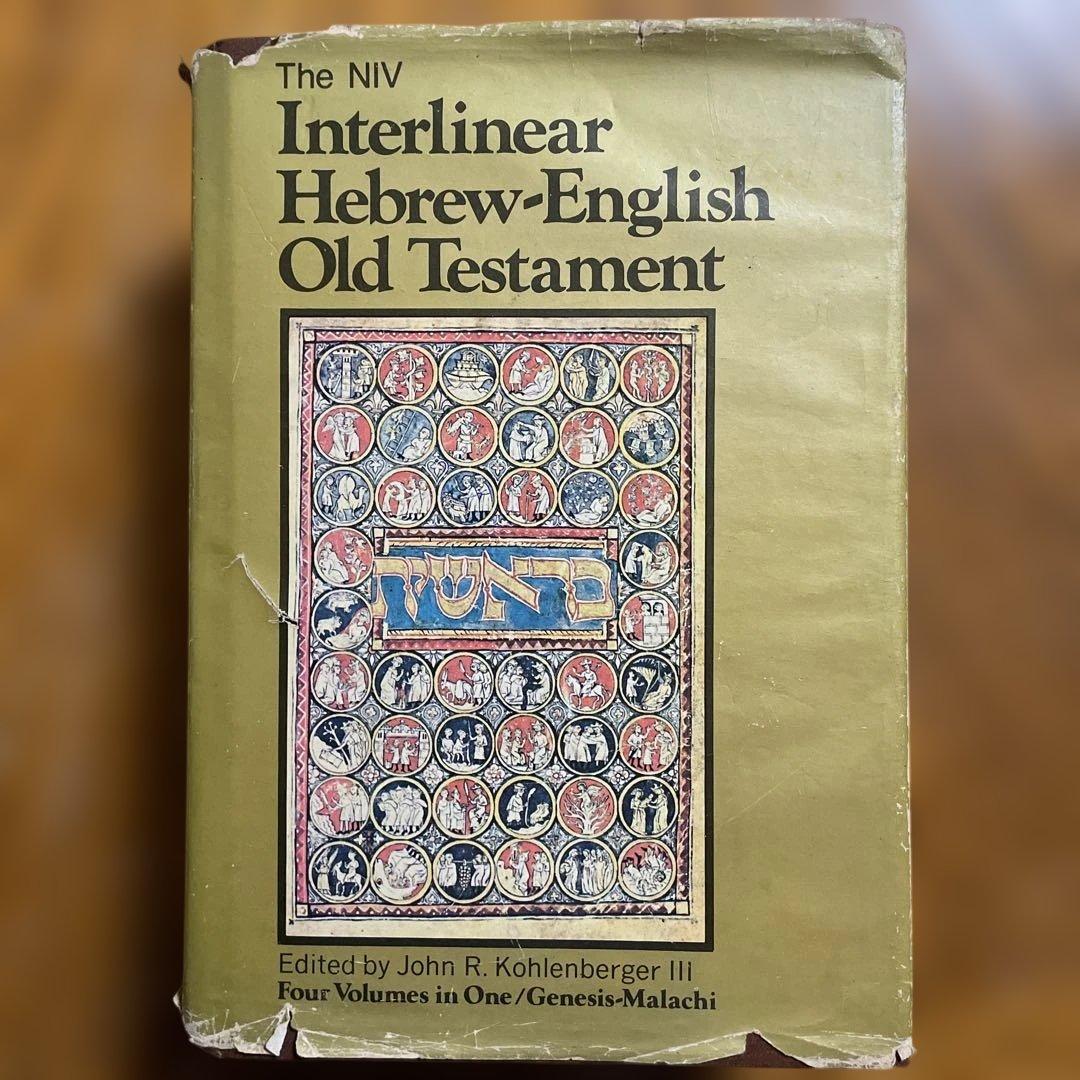 The NIV
Interlinear
Hebrew-English
Old Testament
בראשית
Edited by John R. Kohlenberger III
Four Volumes in One/Genesis-Malachi